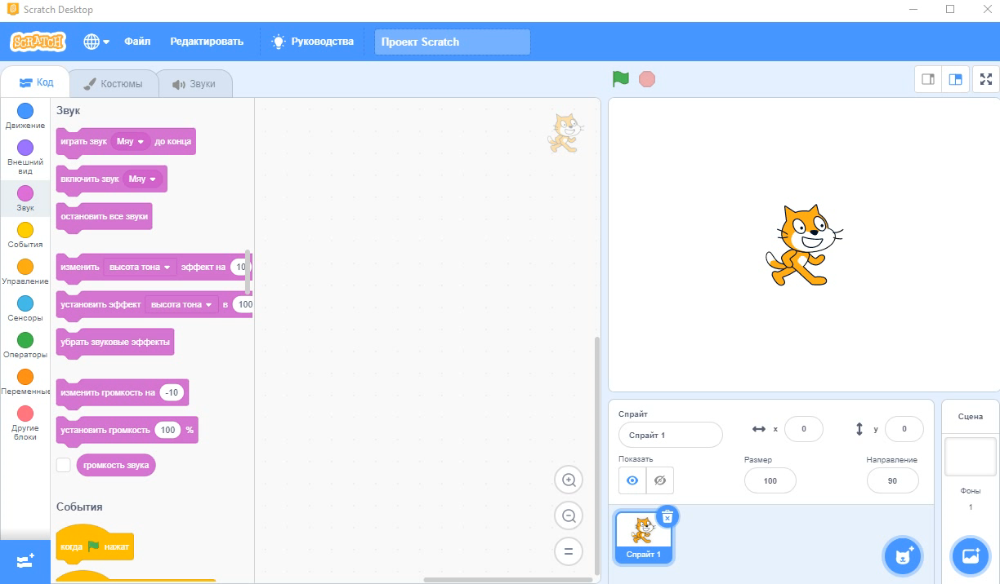 Scratch Desktop
SCRATCH
Файл
Редактировать
Руководства
Проект Scratch
Код
Костюмы
Звуки
Движение
Внешний
вид
Звук
События
Управление
Сенсоры
Операторы
Переменные
Другие
блоки
Звук
играть звук Мяу до конца
включить звук Мяу
остановить все звуки
изменить высота тона эффект на 10
установить эффект высота тона в 100
убрать звуковые эффекты
изменить громкость на -10
установить громкость 100 %
громкость звука
События
когда нажат
Спрайт
Спрайт 1
x 0
y 0
Показать
Размер
100
Направление
90
Спрайт 1
Сцена
Фоны
1